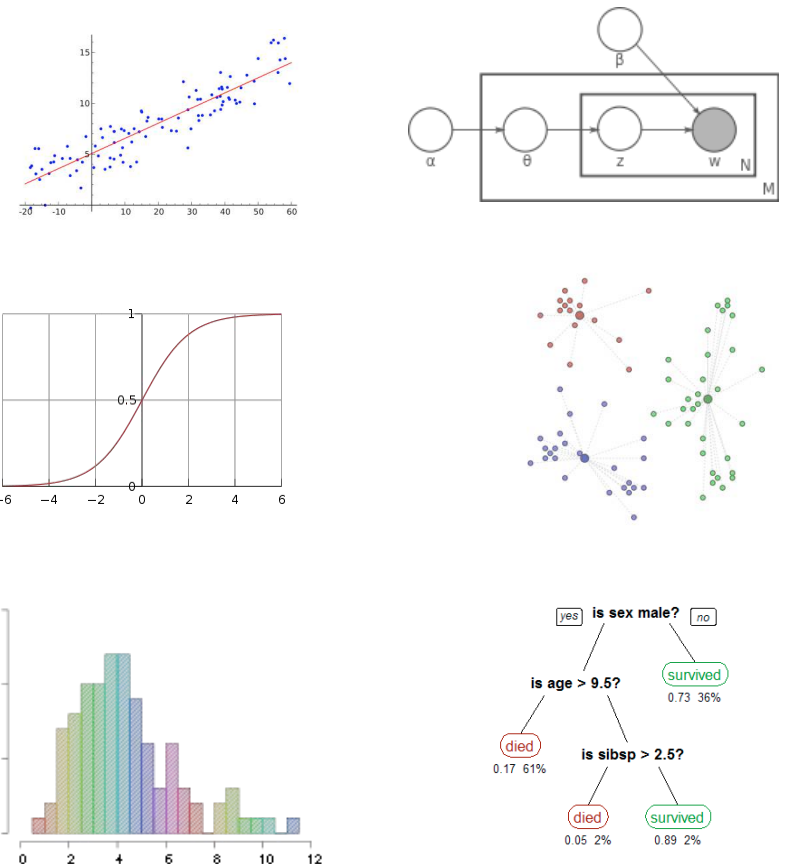 15
10
5
-20 -10 10 20 30 40 50 60
β
α θ z w N
M
1
0.5
0
-6 −4 −2 0 2 4 6
0 2 4 6 8 10 12
yes is sex male? no
is age > 9.5?
survived
0.73 36%
died
0.17 61%
is sibsp > 2.5?
died survived
0.05 2% 0.89 2%